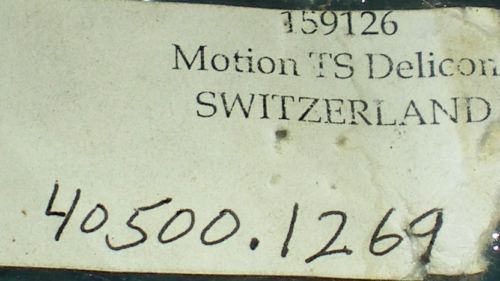 159126
Motion TS Delicon
SWITZERLAND
40500.1269